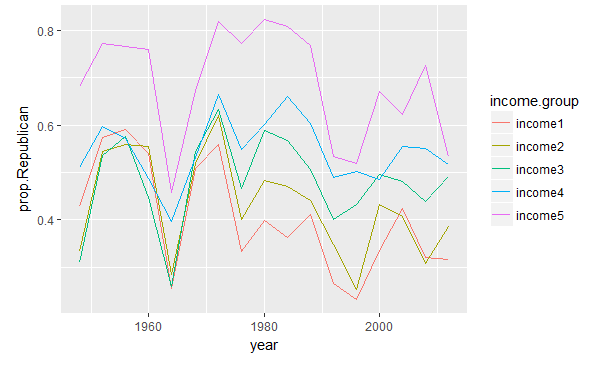 0.8
0.6
0.4
prop.Republican
1960
1980
2000
year
income.group
income1
income2
income3
income4
income5